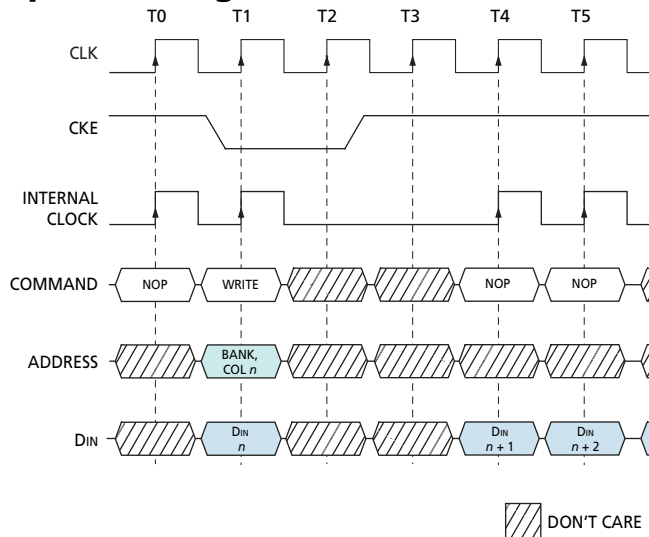 T0 T1 T2 T3 T4 T5
CLK
CKE
INTERNAL
CLOCK
COMMAND NOP WRITE NOP NOP
ADDRESS BANK,
COL n
DIN DIN
n DIN
n + 1 DIN
n + 2
DON'T CARE